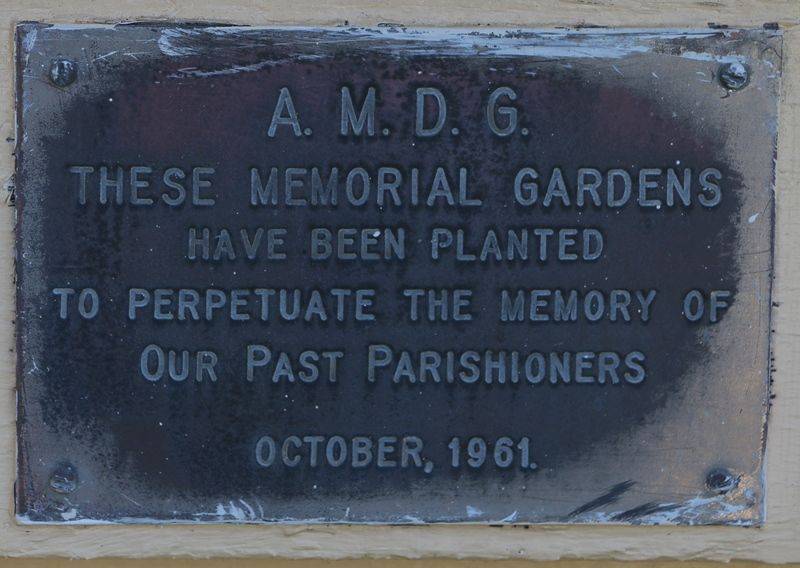 A. M. D. G.
THESE MEMORIAL GARDENS
HAVE BEEN PLANTED
TO PERPETUATE THE MEMORY OF
OUR PAST PARISHIONERS
OCTOBER, 1961.